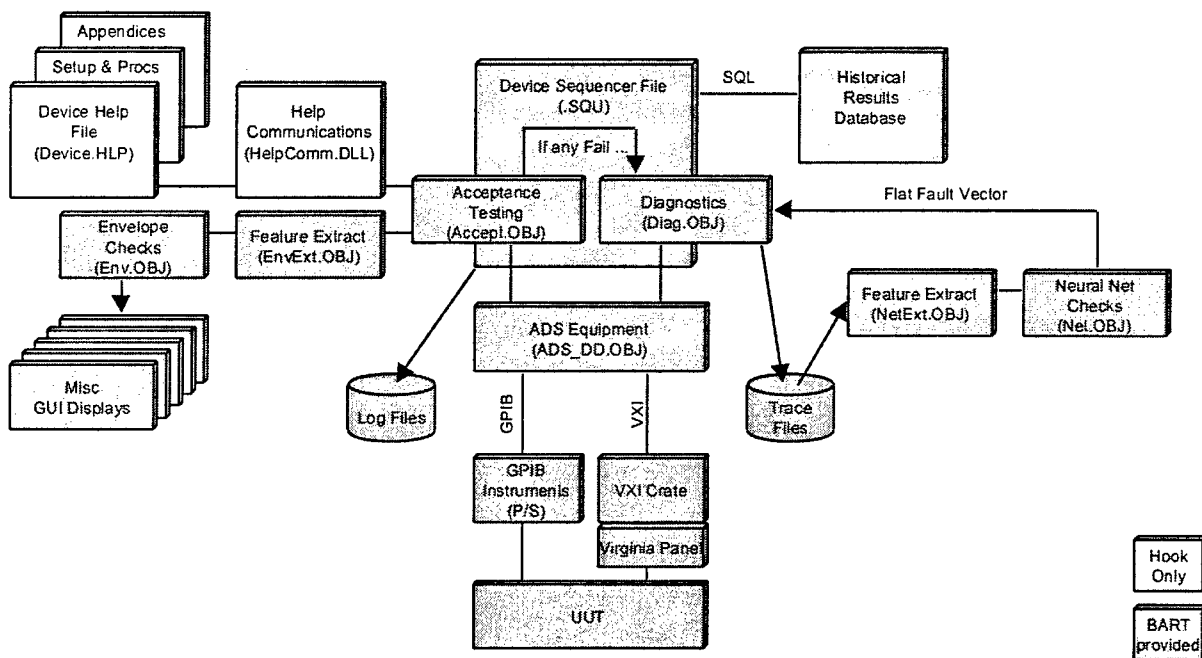 Appendices
Setup & Procs
Device Help
File
(Device.HLP)
Help
Communications
(HelpComm.DLL)
Device Sequencer File
(.SQU)
If any Fail ...
SQL
Historical
Results
Database
Acceptance
Testing
(Accept.OBJ)
Diagnostics
(Diag.OBJ)
Flat Fault Vector
Envelope
Checks
(Env.OBJ)
Feature Extract
(EnvExt.OBJ)
Feature Extract
(NetExt.OBJ)
Neural Net
Checks
(Net.OBJ)
ADS Equipment
(ADS_DD.OBJ)
Misc
GUI Displays
Log Files
GPIB
VXI
Trace
Files
GPIB
Instruments
(P/S)
VXI Crate
Virginia Panel
UUT
Hook
Only
BART
provided